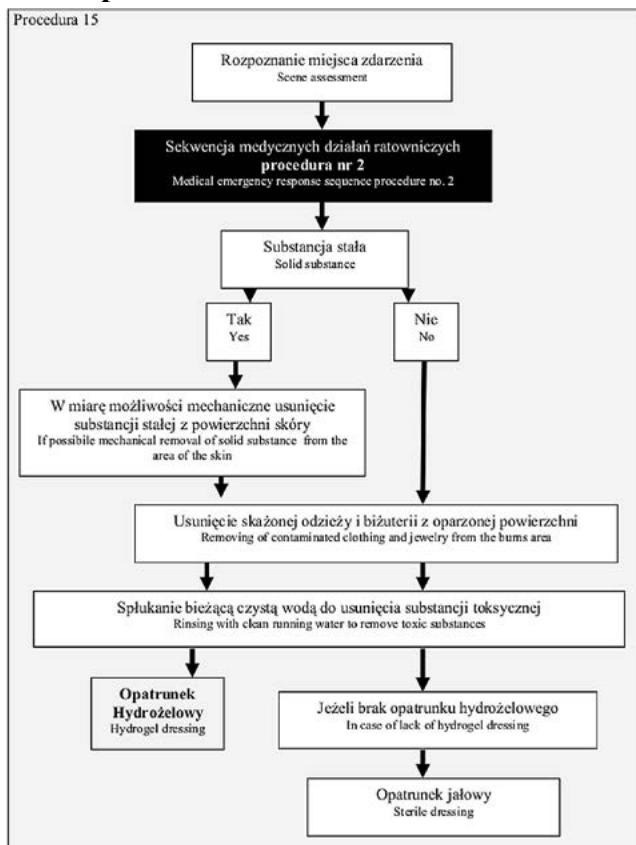 Procedura 15
Rozpoznanie miejsca zdarzenia
Scene assessment
Sekwencja medycznych działań ratowniczych
procedura nr 2
Medical emergency response sequence procedure no. 2
Substancja stała
Solid substance
Tak
Yes
Nie
No
W miarę możliwości mechaniczne usunięcie
substancji stałej z powierzchni skóry
If possibile mechanical removal of solid substance from the
area of the skin
Usunięcie skażonej odzieży i biżuterii z oparzonej powierzchni
Removing of contaminated clothing and jewelry from the burns area
Spłukanie bieżącą czystą wodą do usunięcia substancji toksycznej
Rinsing with clean running water to remove toxic substances
Opatrunek
Hydrożelowy
Hydrogel dressing
Jeżeli brak opatrunku hydrożelowego
In case of lack of hydrogel dressing
Opatrunek jałowy
Sterile dressing